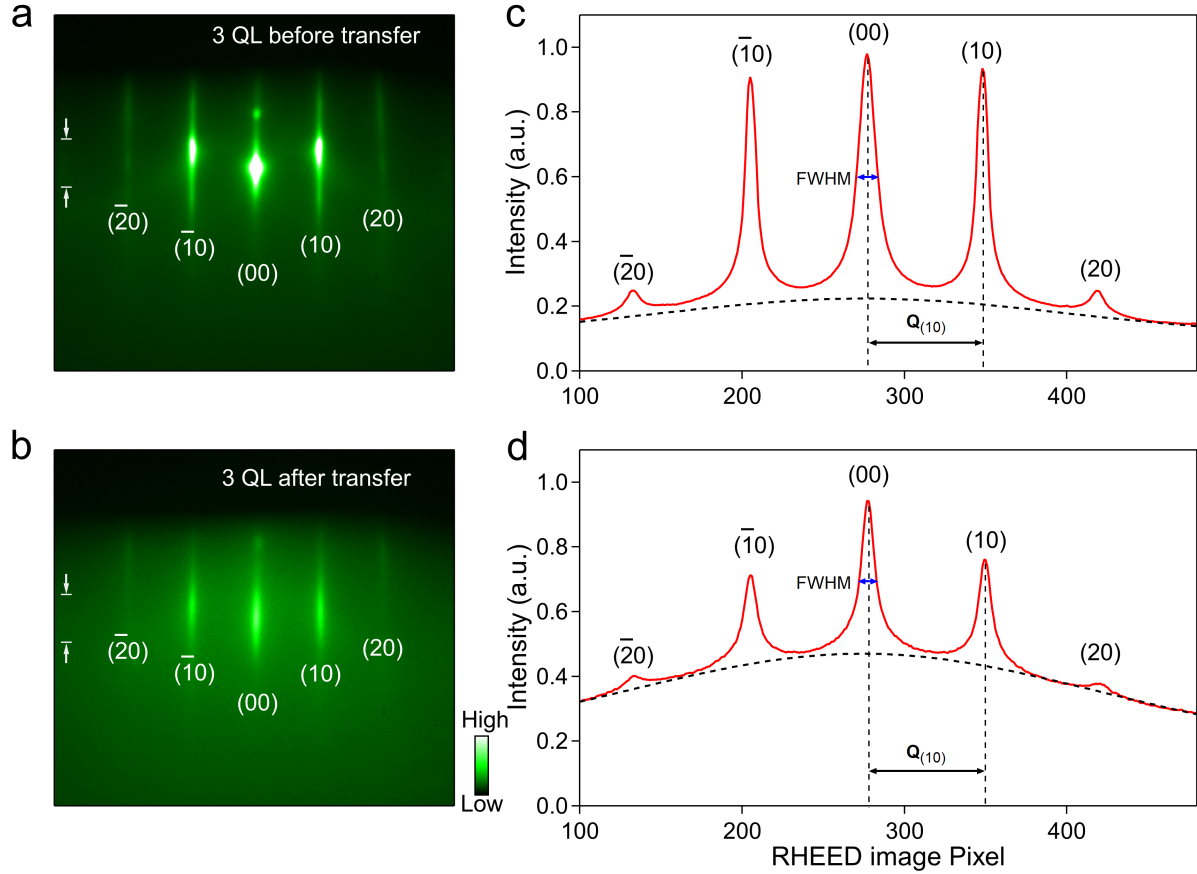 a
3 QL before transfer
(2̅0)
(1̅0)
(00)
(10)
(20)
b
3 QL after transfer
(2̅0)
(1̅0)
(00)
(10)
(20)
High
Low
c
Intensity (a.u.)
1.0
0.8
0.6
0.4
0.2
0.0
100
200
300
400
(2̅0)
(1̅0)
(00)
(10)
(20)
FWHM
Q(10)
d
Intensity (a.u.)
1.0
0.8
0.6
0.4
0.2
0.0
100
200
300
400
(2̅0)
(1̅0)
(00)
(10)
(20)
FWHM
Q(10)
RHEED image Pixel